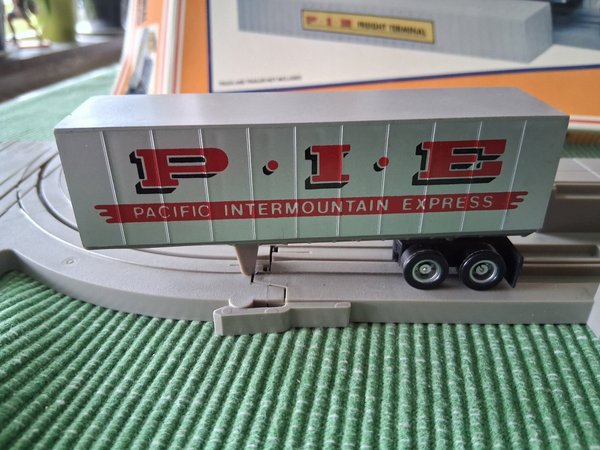 P·I·E FREIGHT TERMINAL
P·I·E
PACIFIC INTERMOUNTAIN EXPRESS